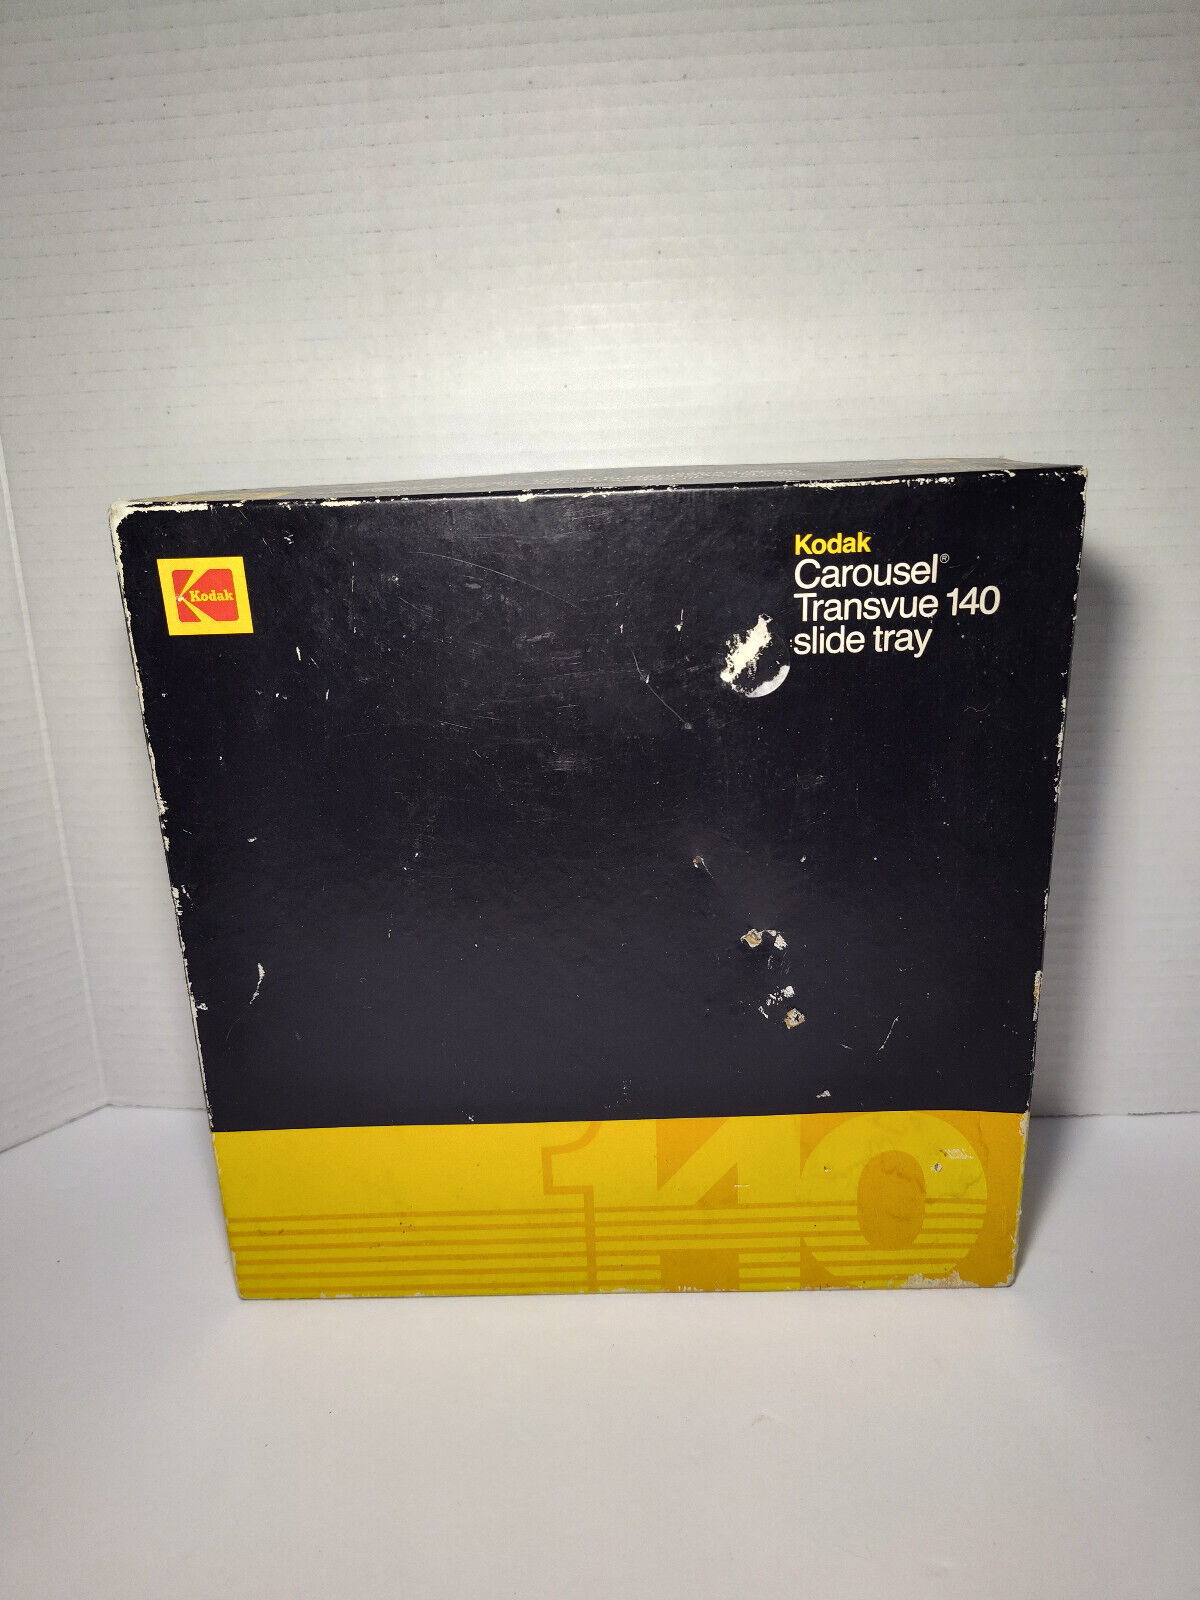 Kodak
Kodak
Carousel®
Transvue 140
slide tray
140